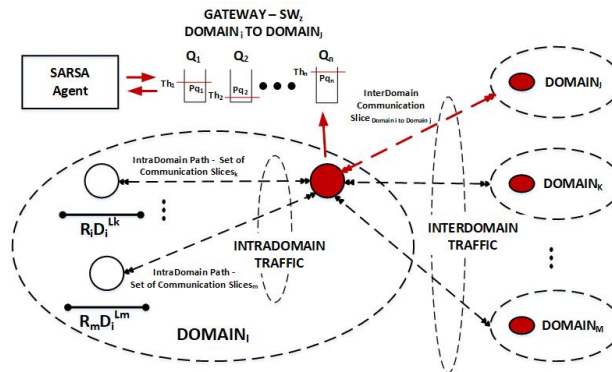 GATEWAY – SWz
DOMAIN i TO DOMAINJ
SARSA
Agent
Q1
Q2
Qn
Th1
Pq1
Th2
Pq2
Thn
Pqn
InterDomain
Communication
Slice Domain i to Domain j
DOMAINJ
IntraDomain Path - Set of
Communication Slicesk
DOMAINK
RiDiLk
INTRADOMAIN
TRAFFIC
INTERDOMAIN
TRAFFIC
IntraDomain Path -
Set of Communication Slicesm
RmDiLm
DOMAINI
DOMAINM